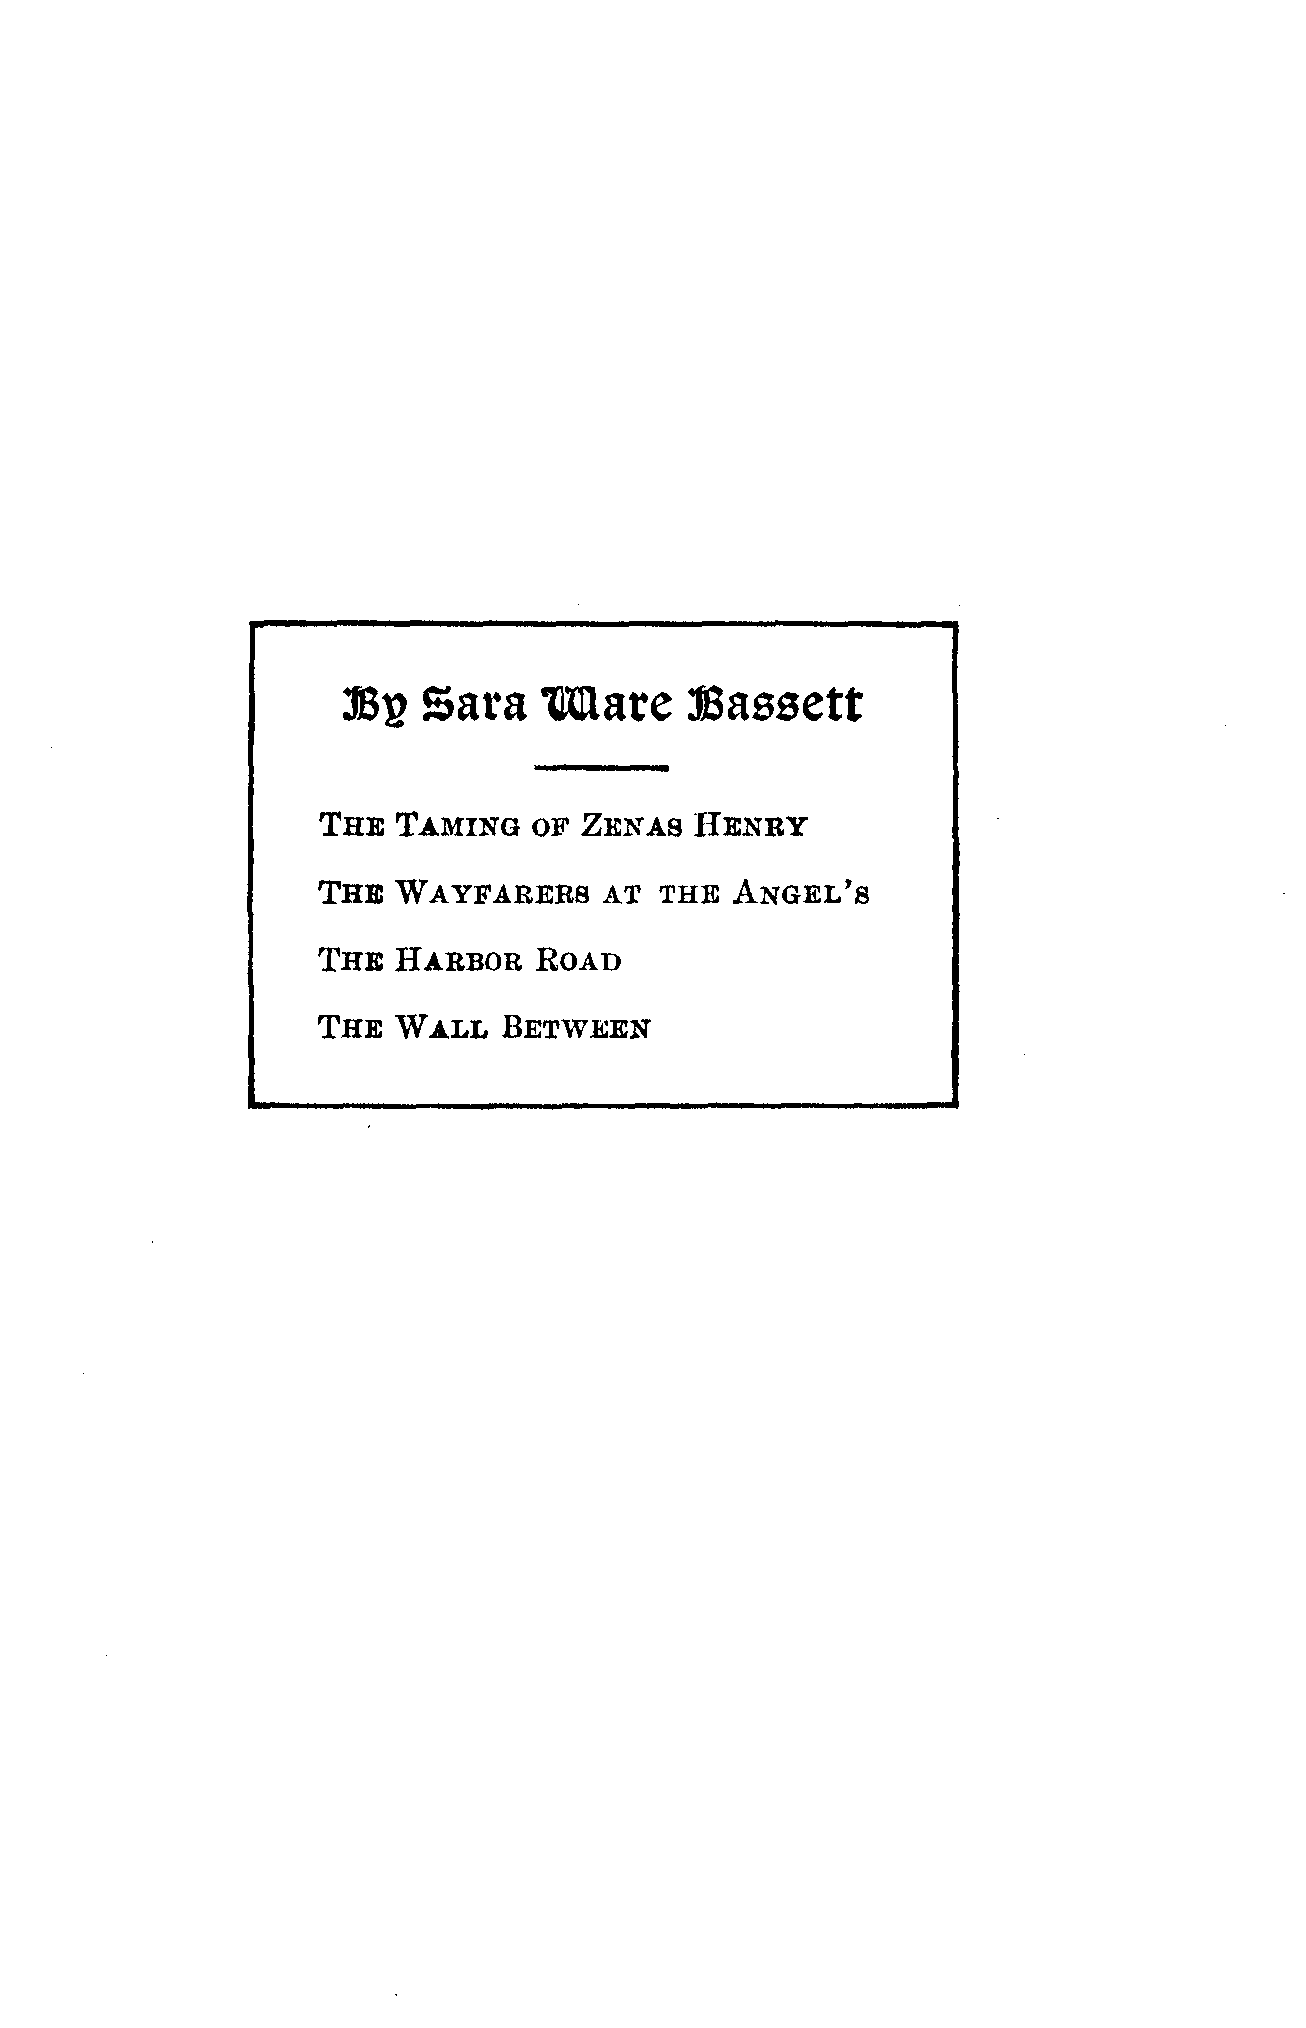 By Sara Ware Bassett
THE TAMING OF ZENAS HENRY
THE WAYFARERS AT THE ANGEL'S
THE HARBOR ROAD
THE WALL BETWEEN